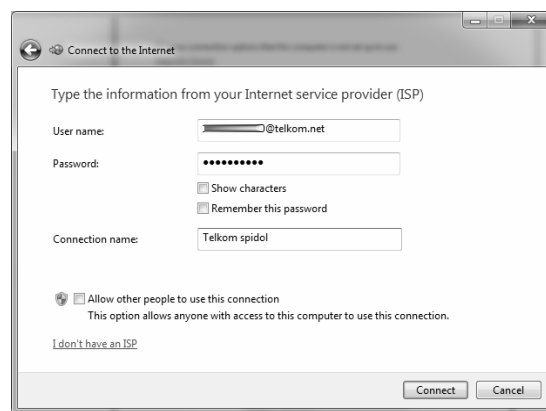 Connect to the Internet
Type the information from your Internet service provider (ISP)
User name:
@telkom.net
Password:
Show characters
Remember this password
Connection name:
Telkom spidol
Allow other people to use this connection
This option allows anyone with access to this computer to use this connection.
I don't have an ISP
Connect
Cancel